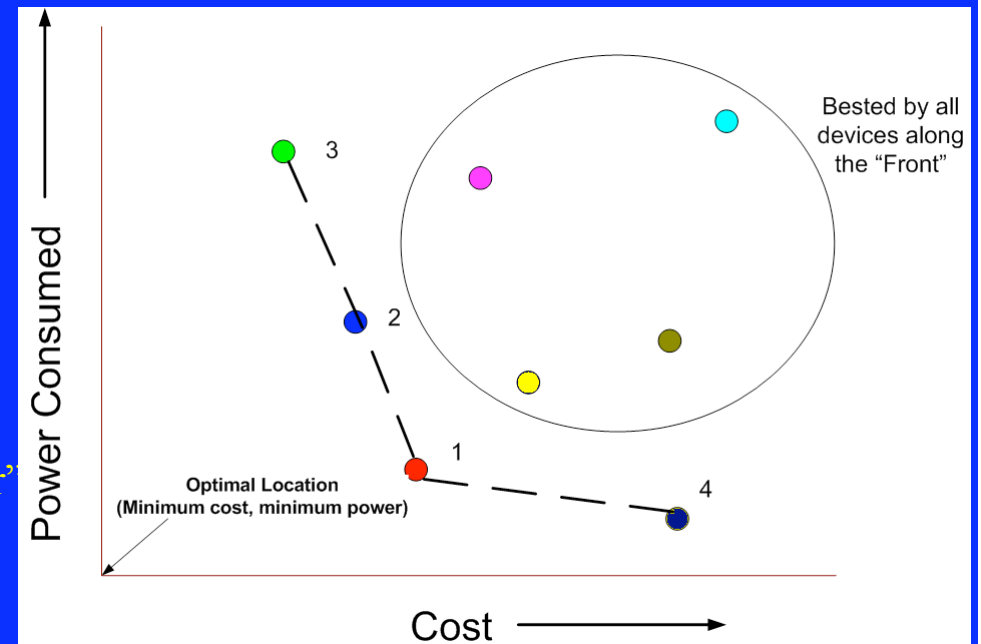 Bested by all
devices along
the “Front”
3
2
1
4
Optimal Location
(Minimum cost, minimum power)
Power Consumed
Cost
”